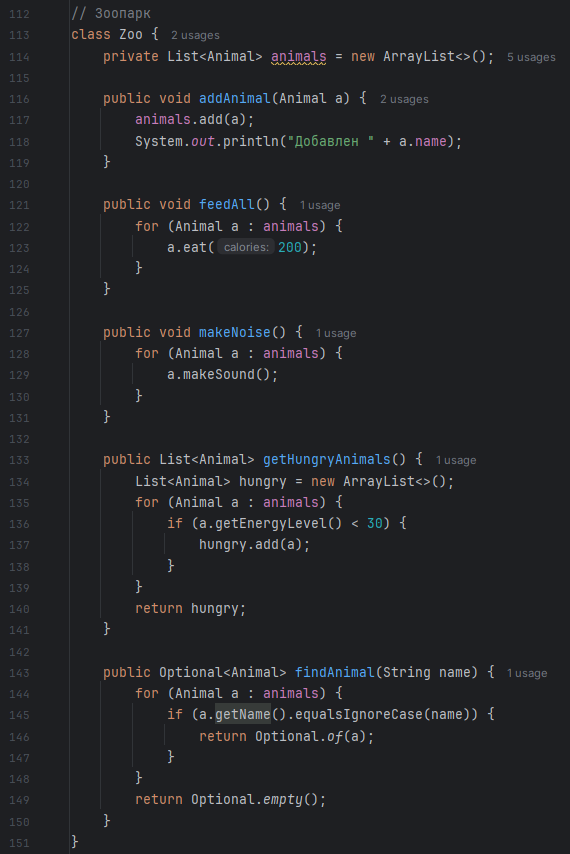 112 // Зоопарк
113 class Zoo { 2 usages
114     private List<Animal> animals = new ArrayList<>(); 5 usages
115
116     public void addAnimal(Animal a) { 2 usages
117         animals.add(a);
118         System.out.println("Добавлен " + a.name);
119     }
120
121     public void feedAll() { 1 usage
122         for (Animal a : animals) {
123             a.eat( calories: 200);
124         }
125     }
126
127     public void makeNoise() { 1 usage
128         for (Animal a : animals) {
129             a.makeSound();
130         }
131     }
132
133     public List<Animal> getHungryAnimals() { 1 usage
134         List<Animal> hungry = new ArrayList<>();
135         for (Animal a : animals) {
136             if (a.getEnergyLevel() < 30) {
137                 hungry.add(a);
138             }
139         }
140         return hungry;
141     }
142
143     public Optional<Animal> findAnimal(String name) { 1 usage
144         for (Animal a : animals) {
145             if (a.getName().equalsIgnoreCase(name)) {
146                 return Optional.of(a);
147             }
148         }
149         return Optional.empty();
150     }
151 }